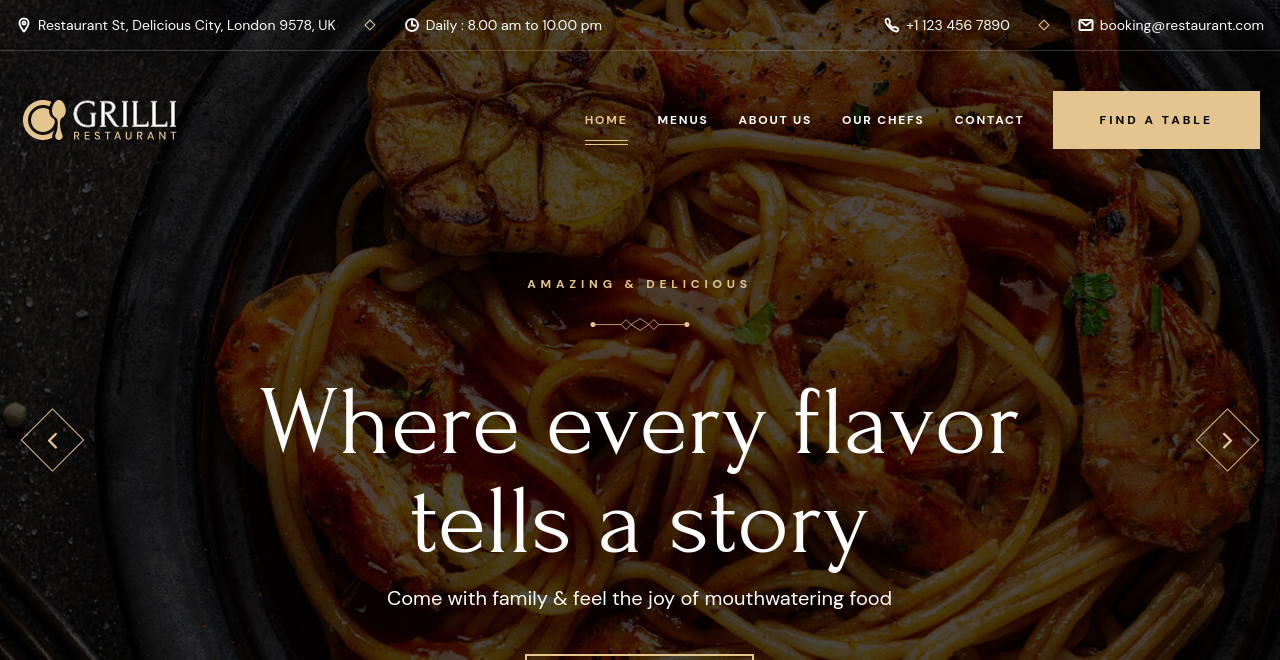 Restaurant St, Delicious City, London 9578, UK
Daily : 8.00 am to 10.00 pm
+1 123 456 7890
booking@restaurant.com
GRILLI
RESTAURANT
HOME
MENUS
ABOUT US
OUR CHEFS
CONTACT
FIND A TABLE
AMAZING & DELICIOUS
Where every flavor
tells a story
Come with family & feel the joy of mouthwatering food